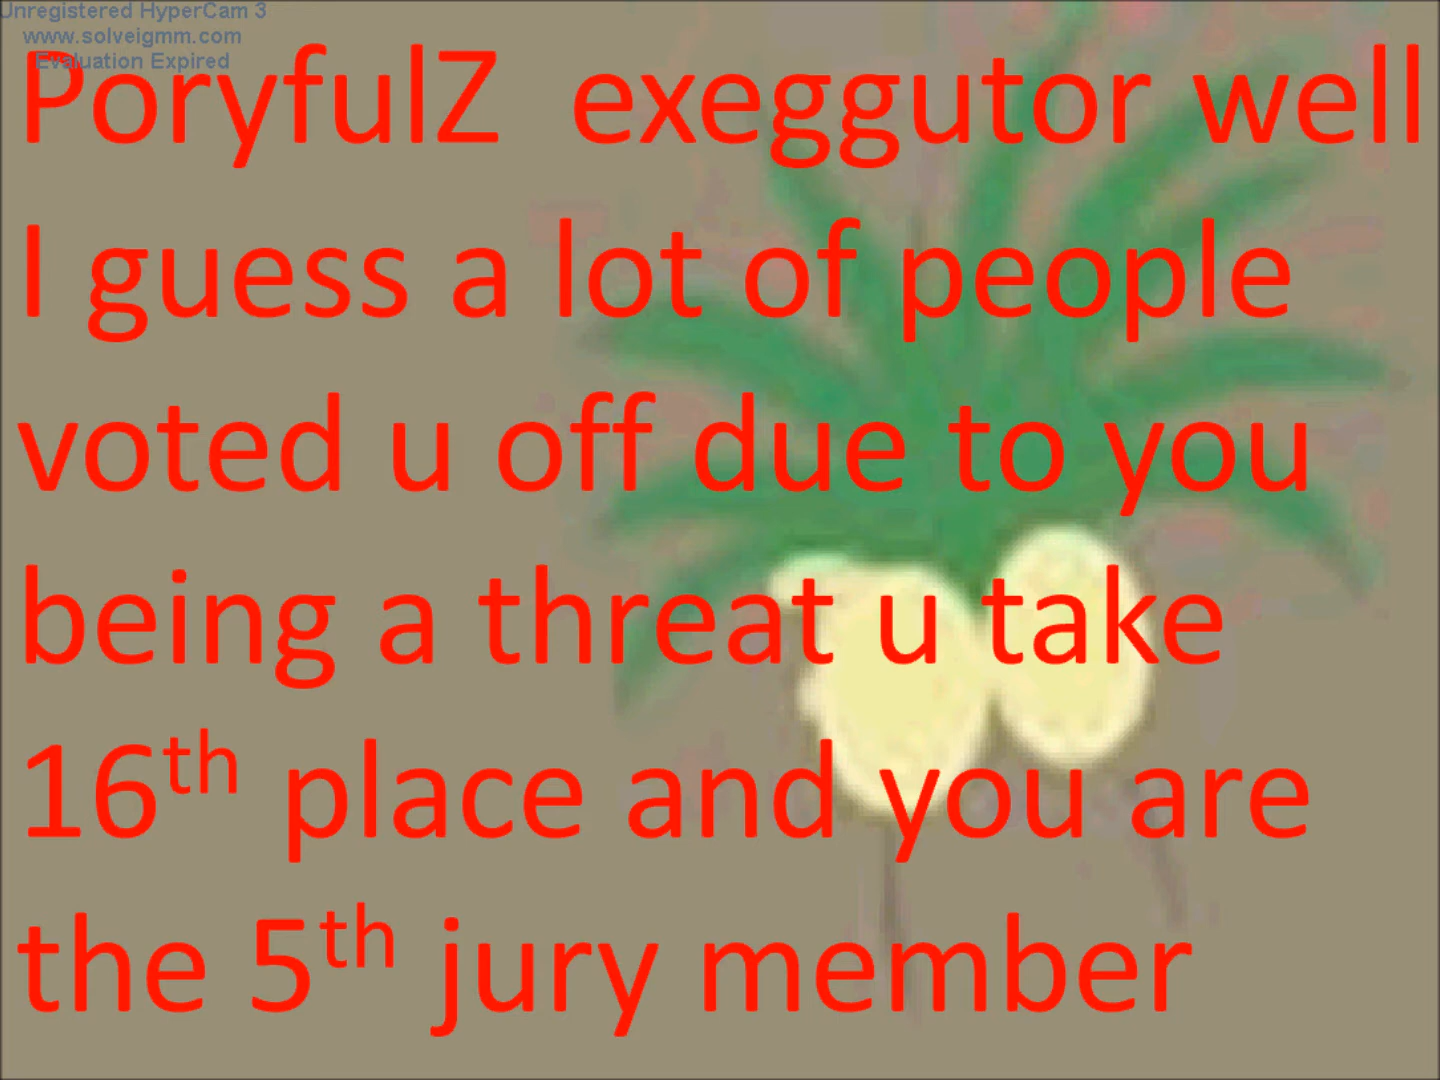 Unregistered HyperCam 3
www.solveigmm.com
Evaluation Expired
PoryfulZ exeggutor well
I guess a lot of people
voted u off due to you
being a threat u take
16th place and you are
the 5th jury member